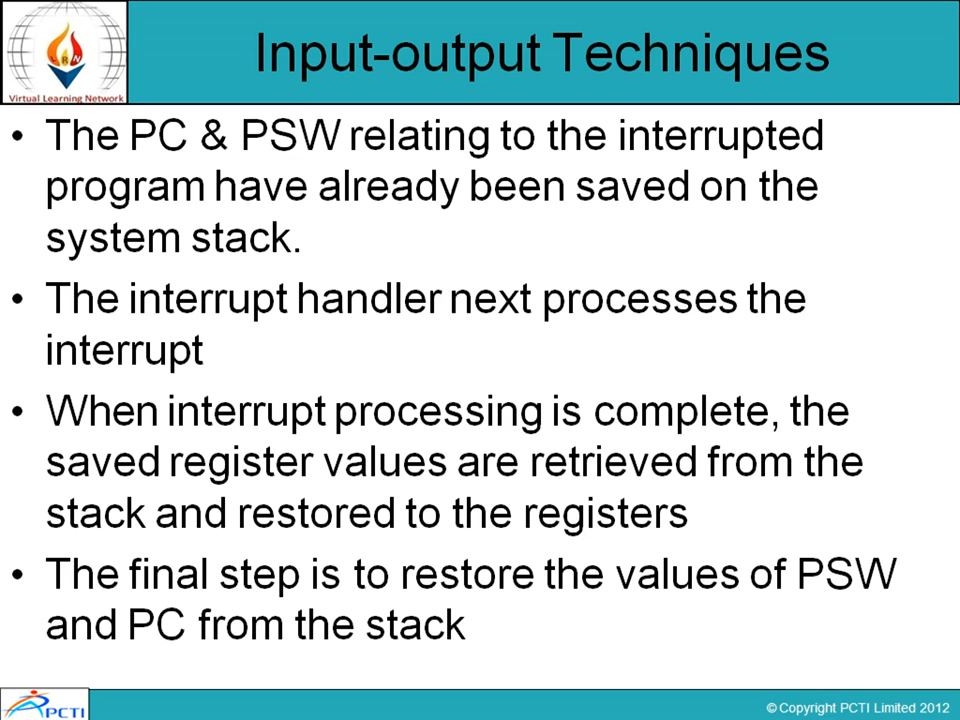 Input-output Techniques
RN
Virtual Learning Network
• The PC & PSW relating to the interrupted
program have already been saved on the
system stack.
• The interrupt handler next processes the
interrupt
• When interrupt processing is complete, the
saved register values are retrieved from the
stack and restored to the registers
• The final step is to restore the values of PSW
and PC from the stack
PCTI
© Copyright PCTI Limited 2012